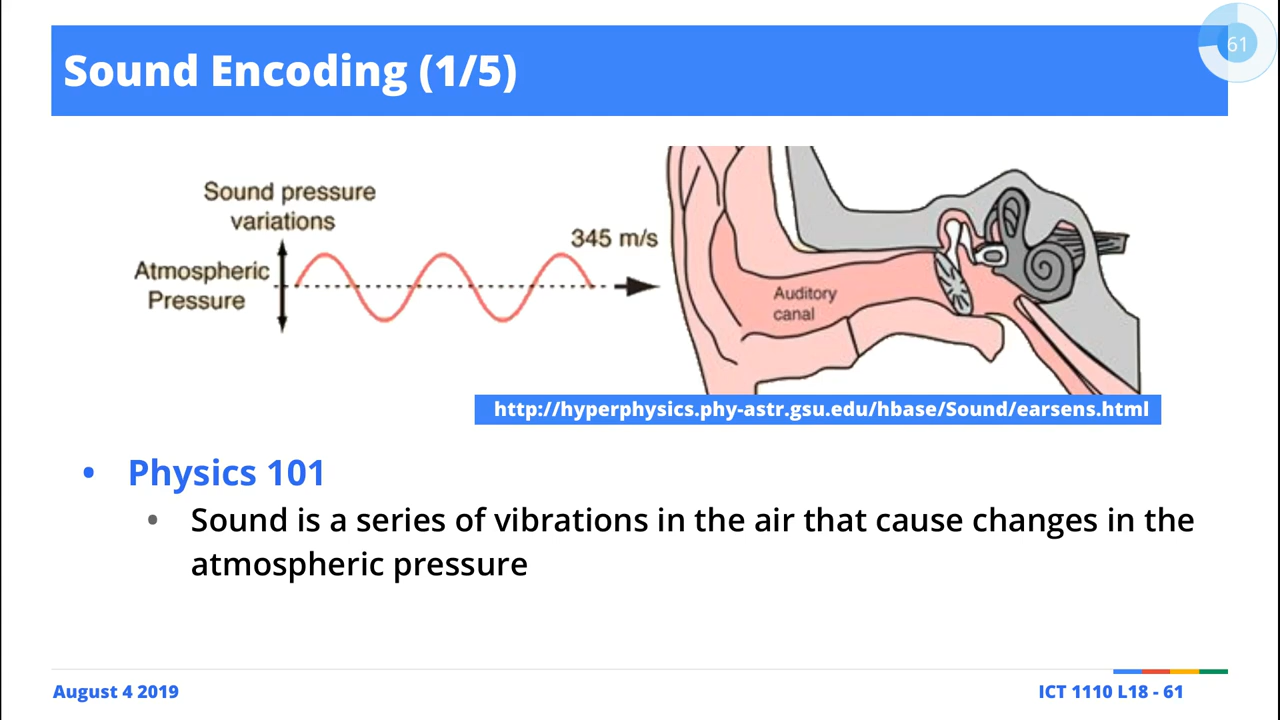 61
Sound Encoding (1/5)
Sound pressure
variations
345 m/s
Atmospheric
Pressure
Auditory
canal
http://hyperphysics.phy-astr.gsu.edu/hbase/Sound/earsens.html
• Physics 101
• Sound is a series of vibrations in the air that cause changes in the
atmospheric pressure
August 4 2019
ICT 1110 L18 - 61